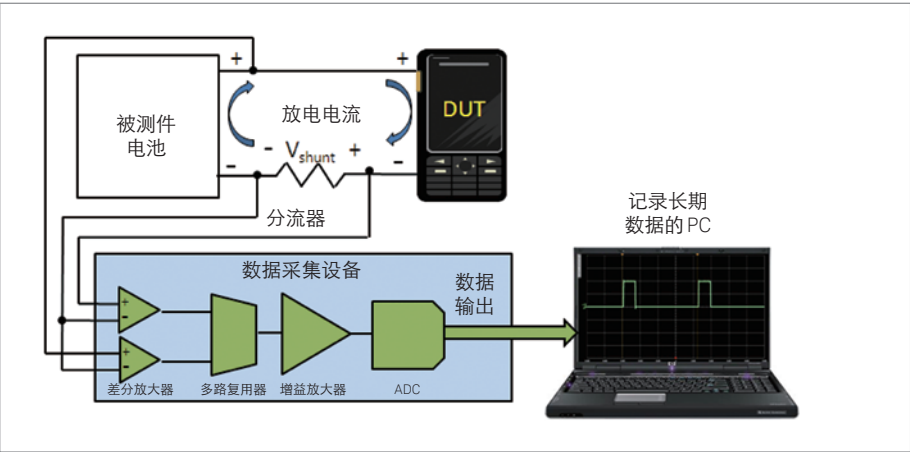 +
+
被测件
电池
放电电流
DUT
-
- Vshunt +
-
分流器
记录长期
数据的 PC
数据采集设备
数据
输出
+
-
+
-
差分放大器
多路复用器
增益放大器
ADC